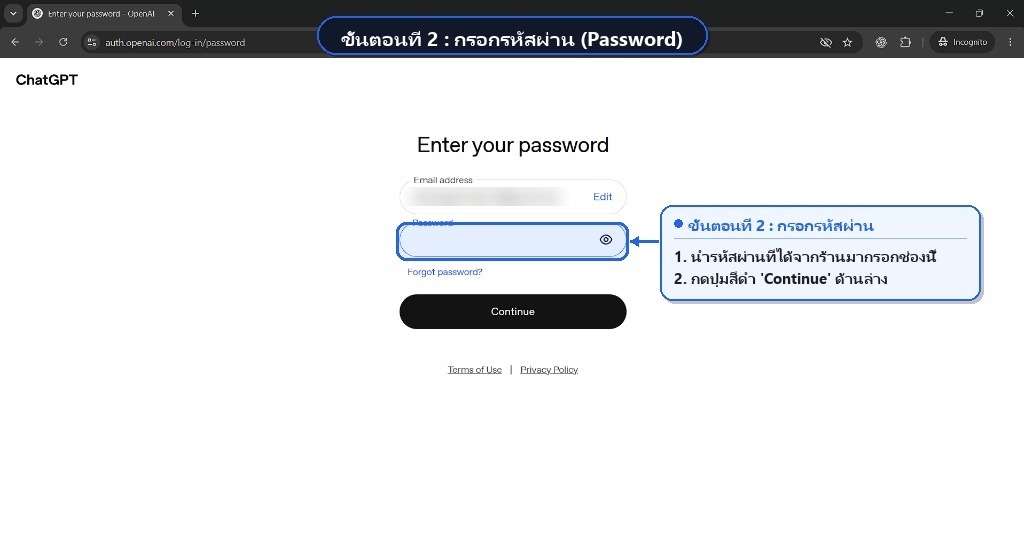 Enter your password - OpenAI
ขั้นตอนที่ 2 : กรอกรหัสผ่าน (Password)
auth.openai.com/log-in/password
Incognito
ChatGPT
Enter your password
Email address
Edit
Password
Forgot password?
Continue
Terms of Use | Privacy Policy
ขั้นตอนที่ 2 : กรอกรหัสผ่าน
1. นำรหัสผ่านที่ได้จากร้านมากรอกช่องนี้
2. กดปุ่มสีดำ 'Continue' ด้านล่าง